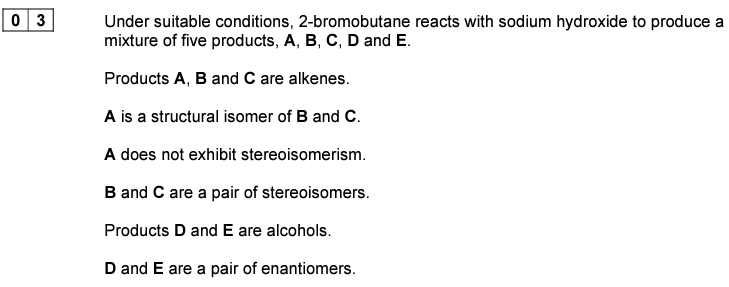 0 3 Under suitable conditions, 2-bromobutane reacts with sodium hydroxide to produce a
mixture of five products, A, B, C, D and E.
Products A, B and C are alkenes.
A is a structural isomer of B and C.
A does not exhibit stereoisomerism.
B and C are a pair of stereoisomers.
Products D and E are alcohols.
D and E are a pair of enantiomers.